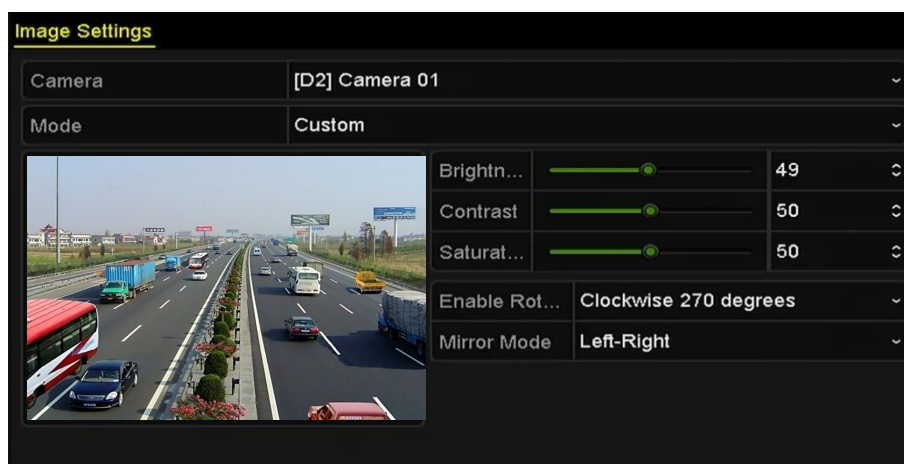 Image Settings
Camera [D2] Camera 01
Mode Custom
Brightn... 49
Contrast 50
Saturat... 50
Enable Rot... Clockwise 270 degrees
Mirror Mode Left-Right